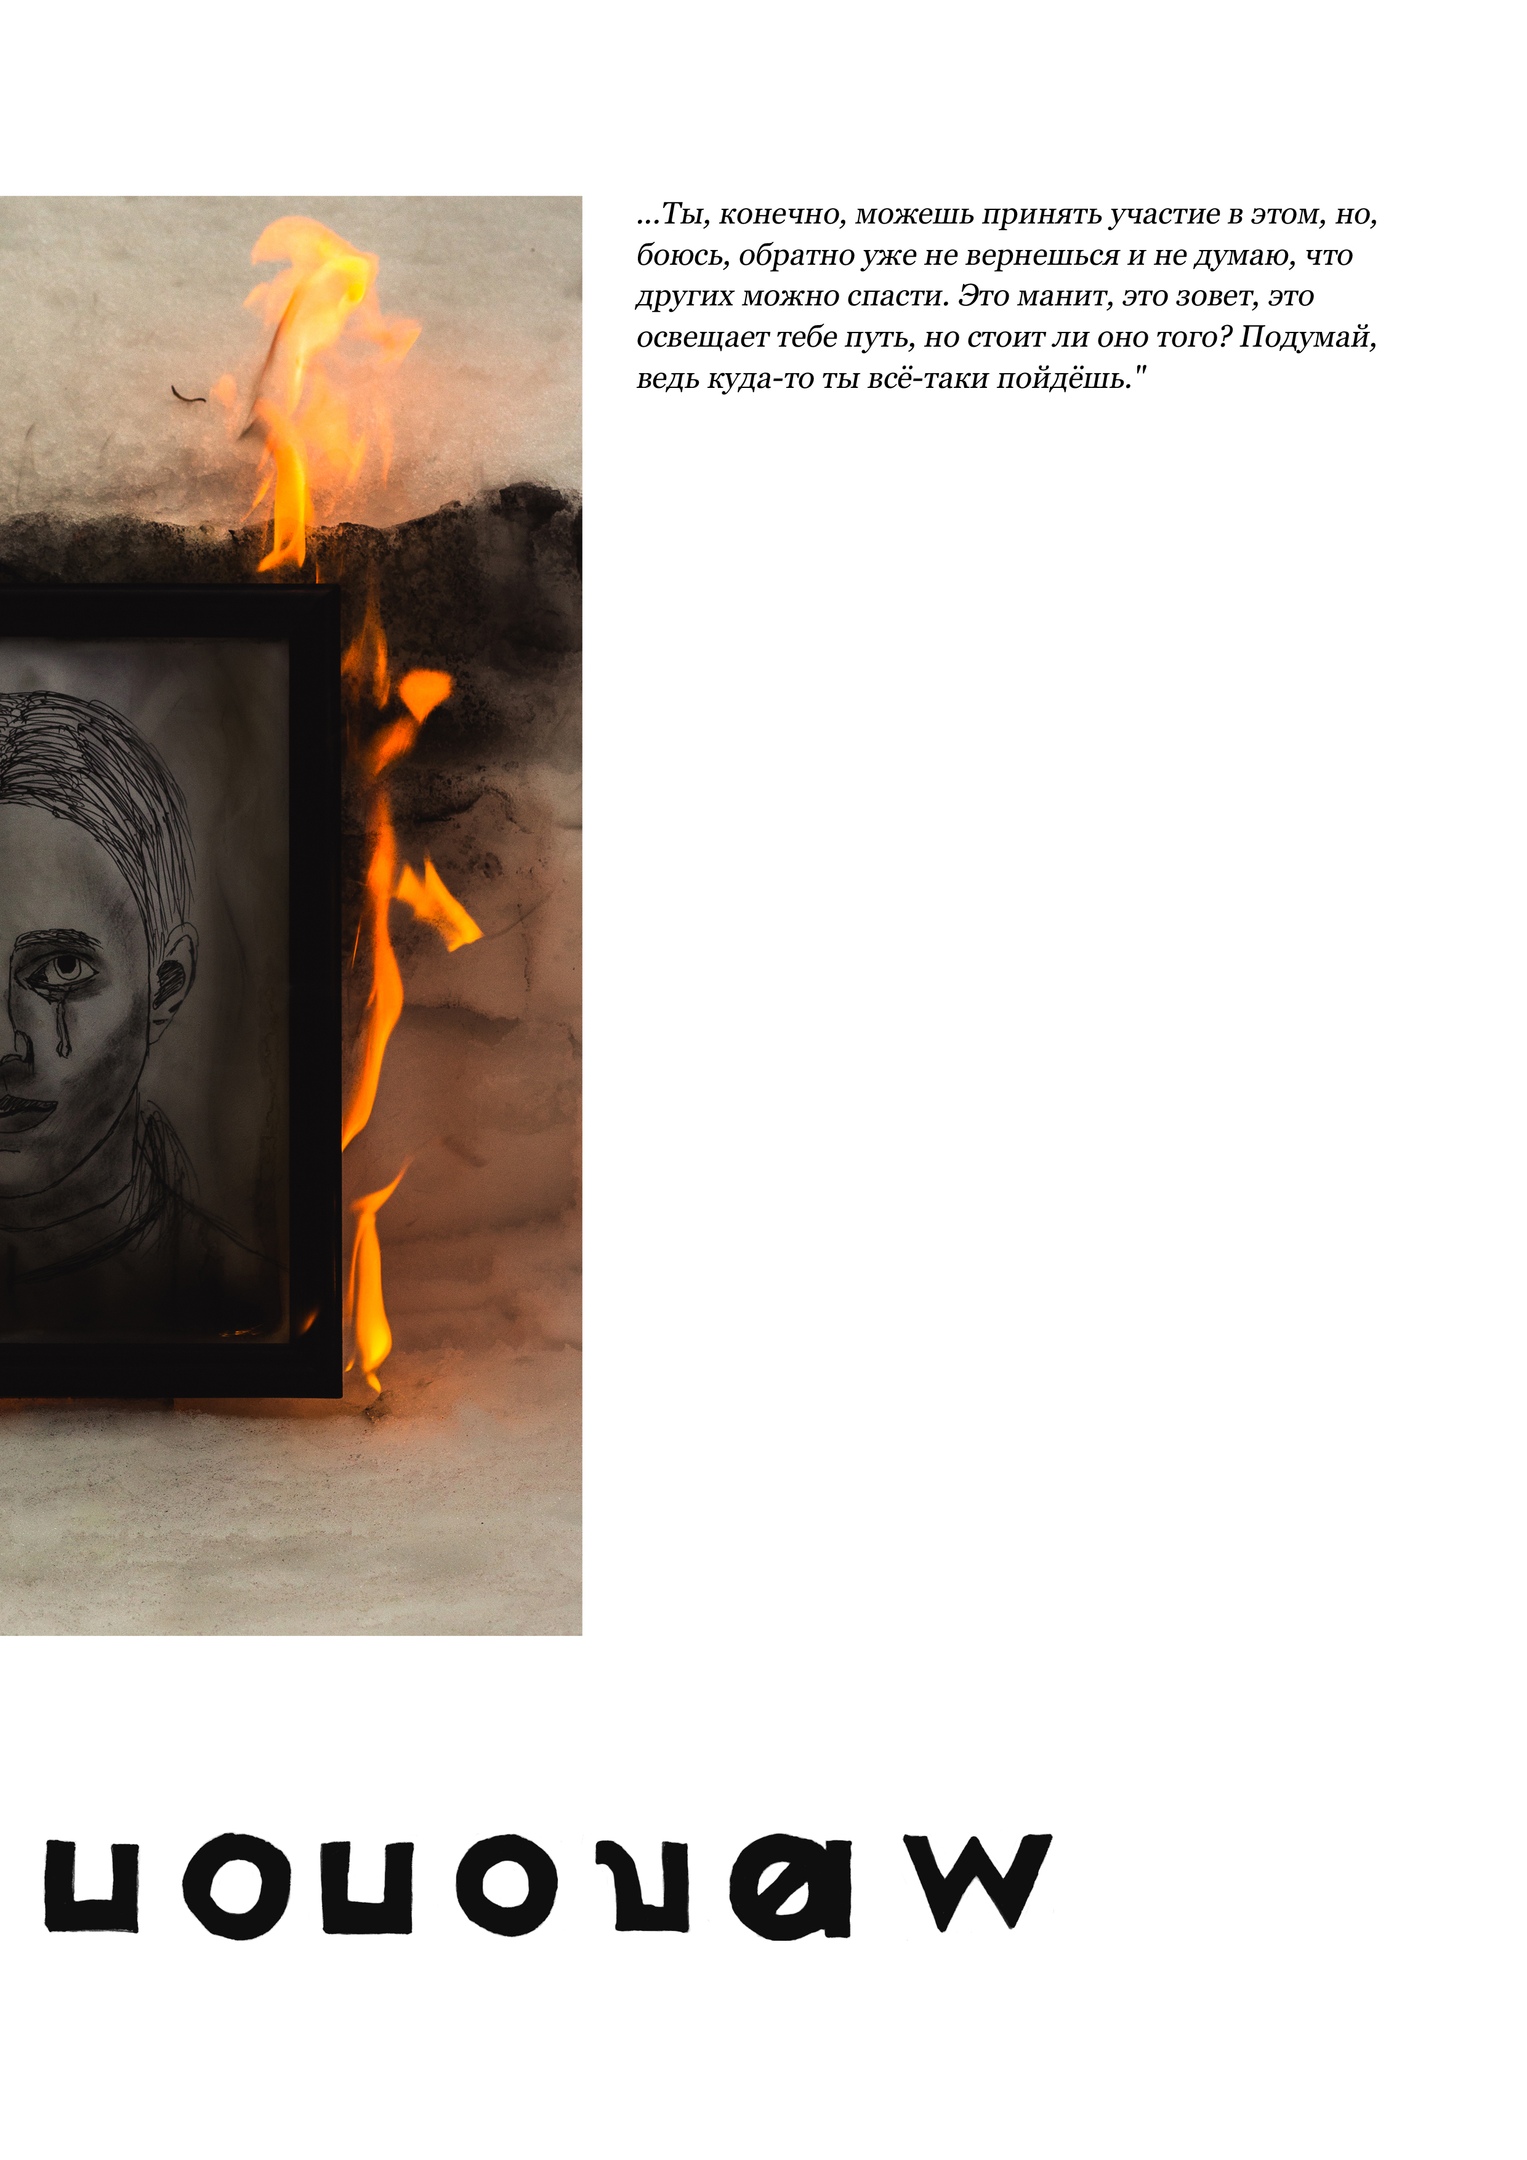 ...Ты, конечно, можешь принять участие в этом, но,
боюсь, обратно уже не вернешься и не думаю, что
других можно спасти. Это манит, это зовет, это
освещает тебе путь, но стоит ли оно того? Подумай,
ведь куда-то ты всё-таки пойдёшь."